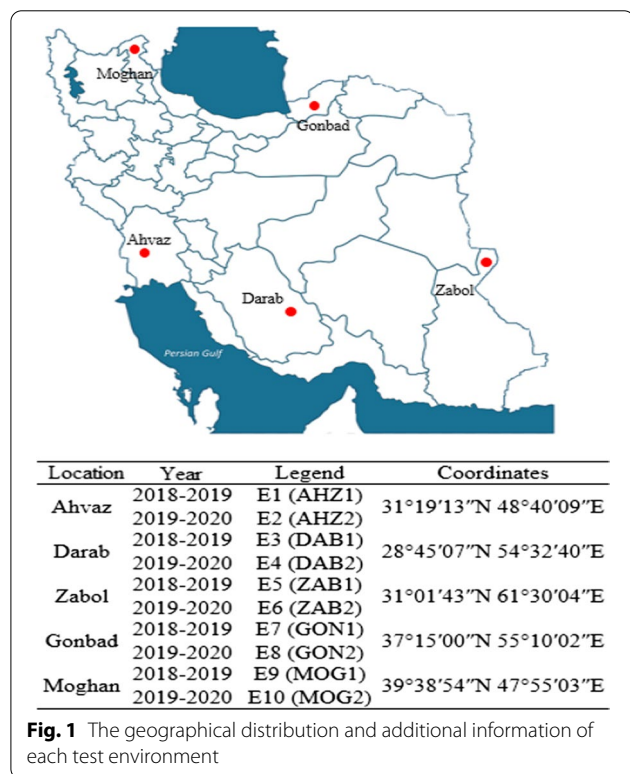 Moghan
Gonbad
Ahvaz
Darab
Zabol
Persian Gulf
Location Year Legend Coordinates
Ahvaz 2018-2019 E1 (AHZ1) 31°19′13″N 48°40′09″E
2019-2020 E2 (AHZ2)
Darab 2018-2019 E3 (DAB1) 28°45′07″N 54°32′40″E
2019-2020 E4 (DAB2)
Zabol 2018-2019 E5 (ZAB1) 31°01′43″N 61°30′04″E
2019-2020 E6 (ZAB2)
Gonbad 2018-2019 E7 (GON1) 37°15′00″N 55°10′02″E
2019-2020 E8 (GON2)
Moghan 2018-2019 E9 (MOG1) 39°38′54″N 47°55′03″E
2019-2020 E10 (MOG2)
Fig. 1 The geographical distribution and additional information of
each test environment